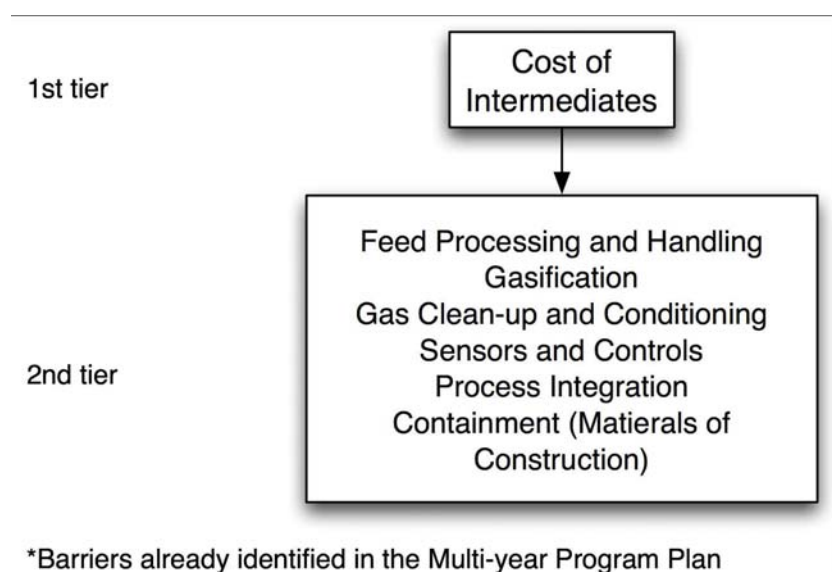 1st tier
Cost of
Intermediates
Feed Processing and Handling
Gasification
Gas Clean-up and Conditioning
Sensors and Controls
2nd tier
Process Integration
Containment (Matierals of
Construction)
*Barriers already identified in the Multi-year Program Plan